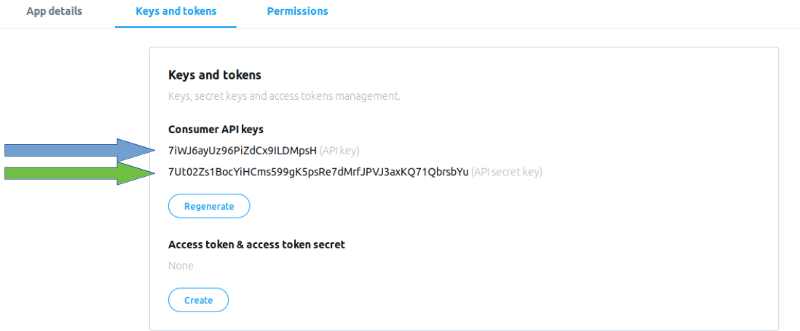 App details
Keys and tokens
Permissions
Keys and tokens
Keys, secret keys and access tokens management.
Consumer API keys
7iWJ6ayUz96PiZdCx9ILDMpsH (API key)
7Ut02Zs1BocYiHCms599gK5psRe7dMrfJPVJ3axKQ71QbrsbYu (API secret key)
Regenerate
Access token & access token secret
None
Create